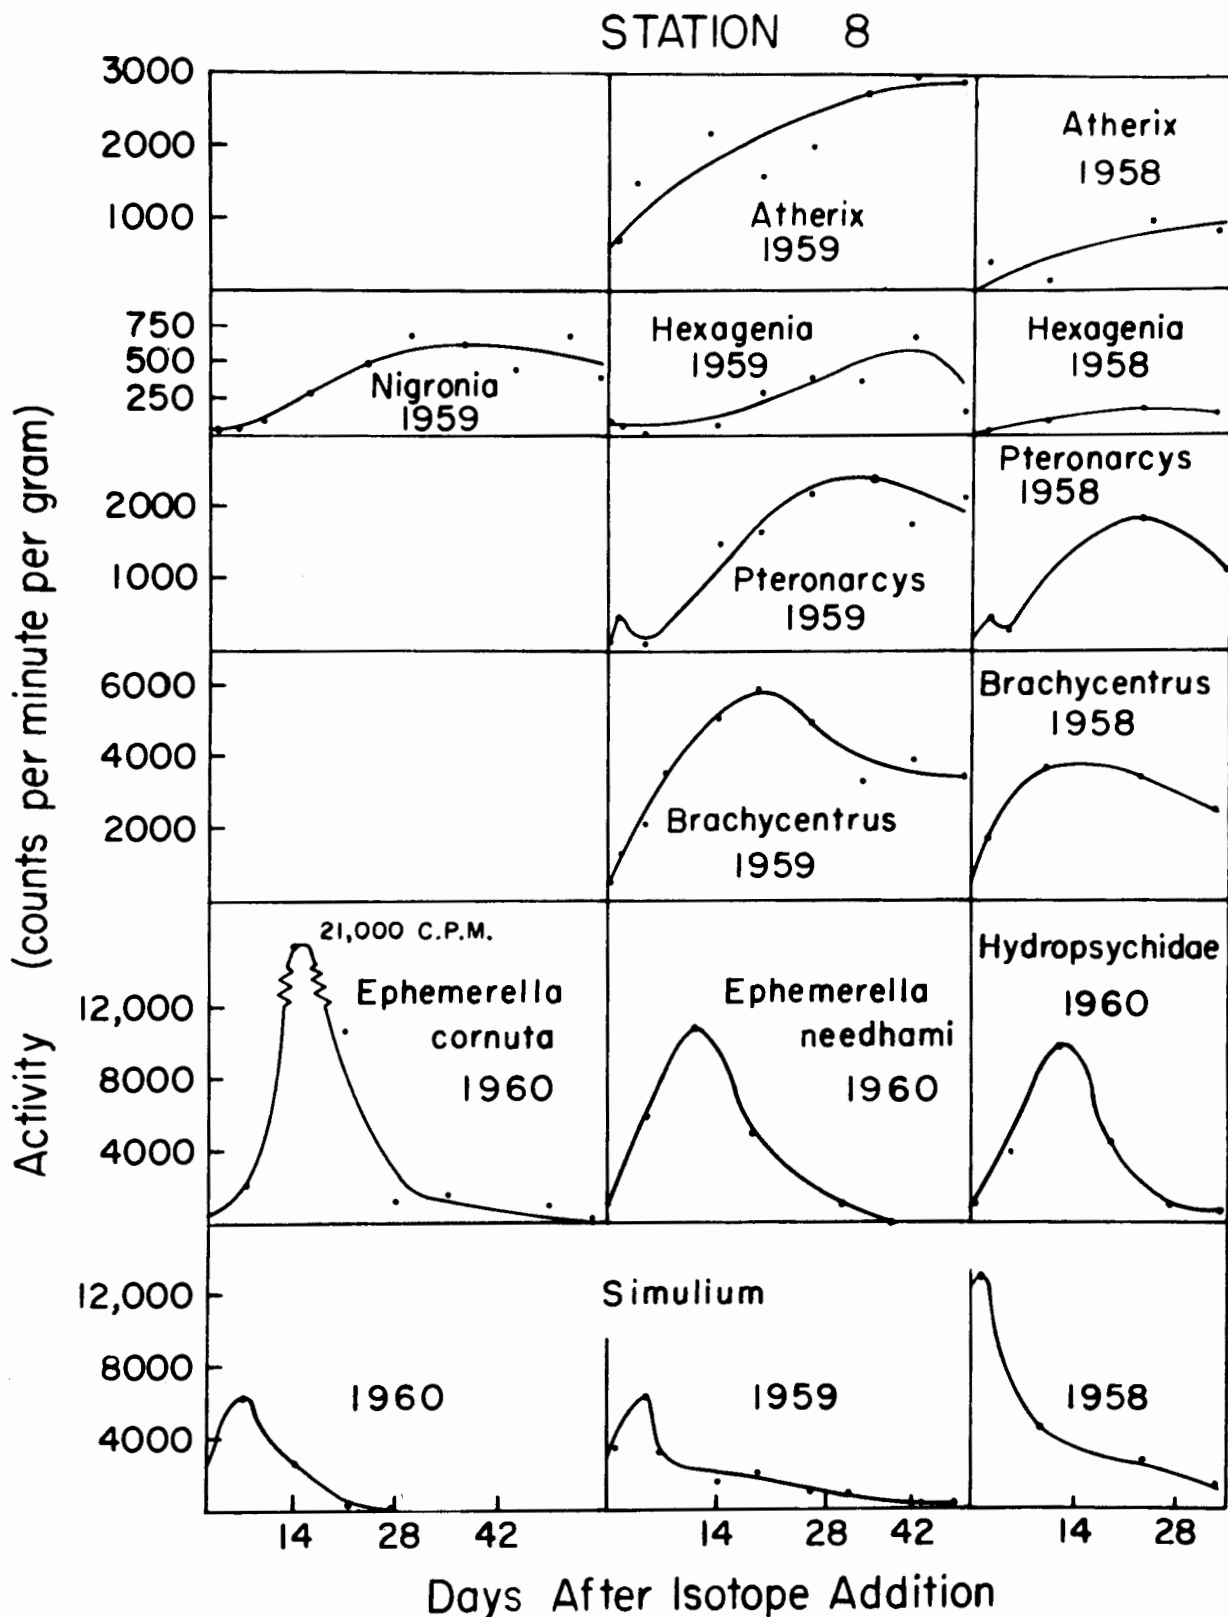 STATION 8
Activity (counts per minute per gram)
3000
2000
1000
Atherix
1959
Atherix
1958
750
500
250
Nigronia
1959
Hexagenia
1959
Hexagenia
1958
2000
1000
Pteronarcys
1959
Pteronarcys
1958
6000
4000
2000
Brachycentrus
1959
Brachycentrus
1958
12,000
8000
4000
21,000 C.P.M.
Ephemerella
cornuta
1960
Ephemerella
needhami
1960
Hydropsychidae
1960
12,000
8000
4000
Simulium
1960
1959
1958
14 28 42 14 28 42 14 28
Days After Isotope Addition